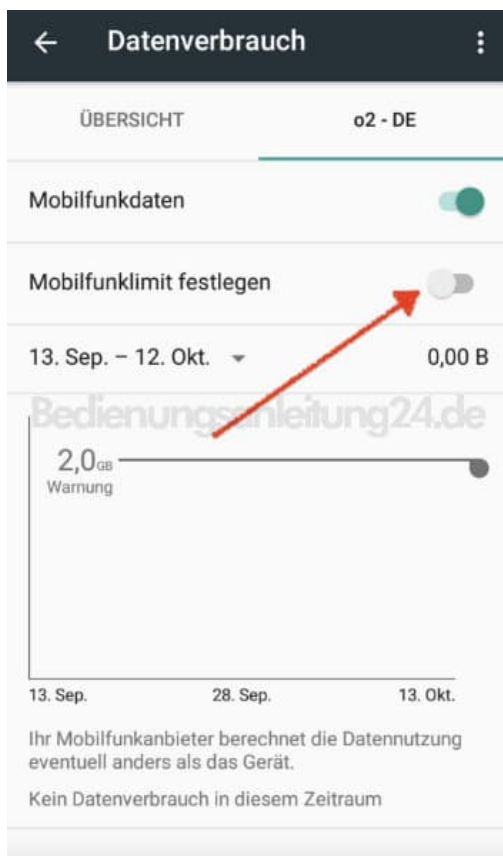 Datenverbrauch
ÜBERSICHT
o2 - DE
Mobilfunkdaten
Mobilfunklimit festlegen
13. Sep. – 12. Okt.
0,00 B
Bedienungsanleitung24.de
2,0 GB
Warnung
13. Sep.
28. Sep.
13. Okt.
Ihr Mobilfunkanbieter berechnet die Datennutzung
eventuell anders als das Gerät.
Kein Datenverbrauch in diesem Zeitraum